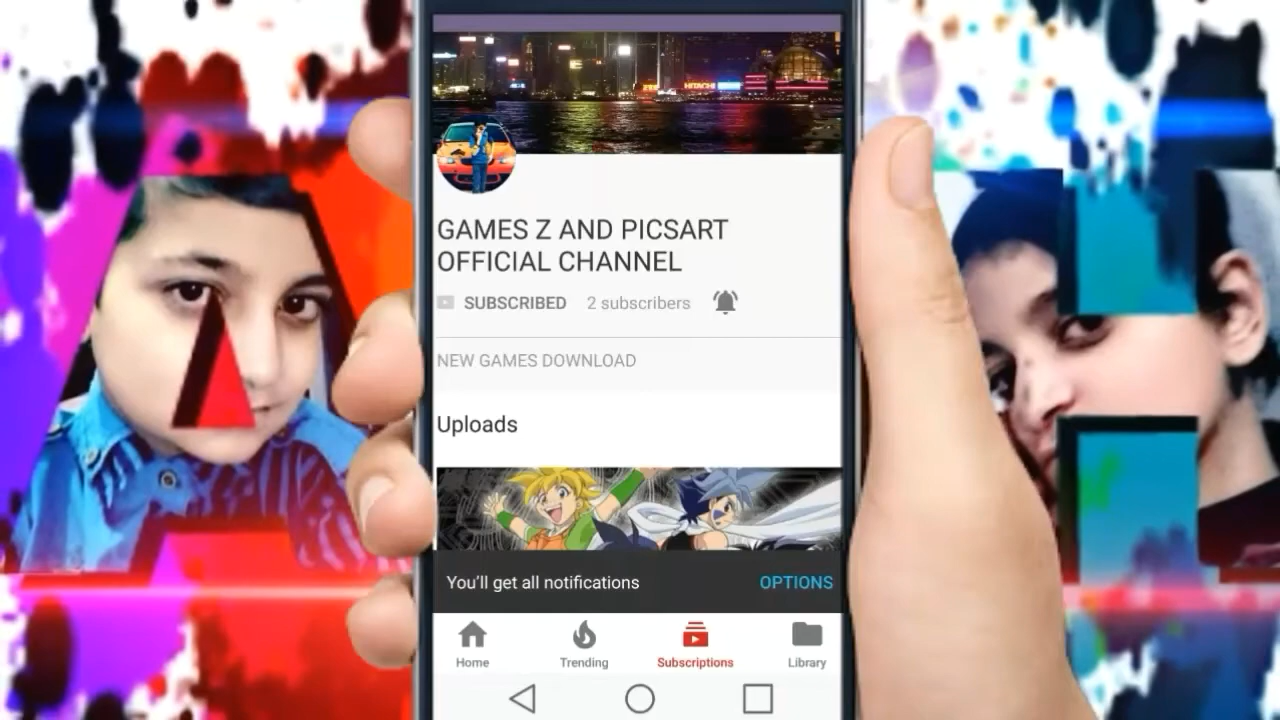 HITACHI
GAMES Z AND PICSART
OFFICIAL CHANNEL
SUBSCRIBED 2 subscribers
NEW GAMES DOWNLOAD
Uploads
You'll get all notifications OPTIONS
Home Trending Subscriptions Library